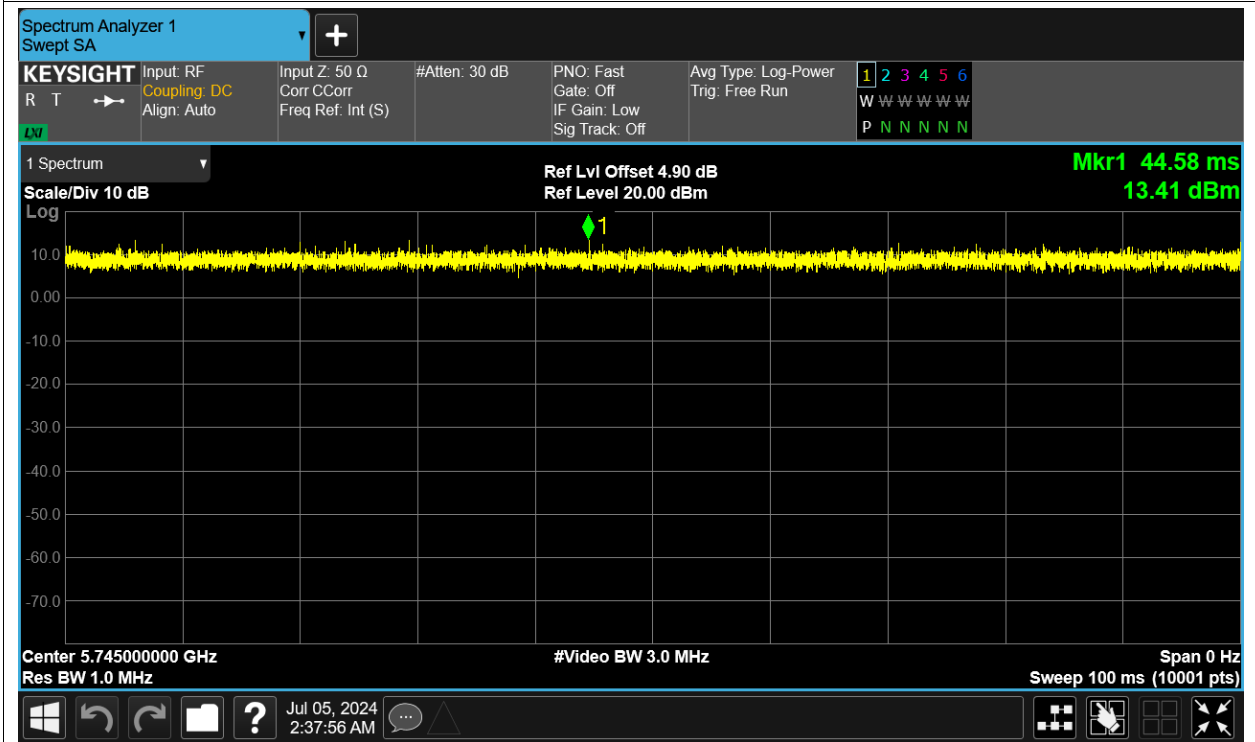 Spectrum Analyzer 1
Swept SA
+
KEYSIGHT Input: RF Input Z: 50 Ω #Atten: 30 dB PNO: Fast Avg Type: Log-Power 1 2 3 4 5 6
R T Coupling: DC Corr CCorr Gate: Off Trig: Free Run W W W W W W
Align: Auto Freq Ref: Int (S) IF Gain: Low
LXI Sig Track: Off P N N N N N
1 Spectrum Ref Lvl Offset 4.90 dB Mkr1 44.58 ms
Scale/Div 10 dB Ref Level 20.00 dBm 13.41 dBm
Log
1
10.0
0.00
-10.0
-20.0
-30.0
-40.0
-50.0
-60.0
-70.0
Center 5.745000000 GHz #Video BW 3.0 MHz Span 0 Hz
Res BW 1.0 MHz Sweep 100 ms (10001 pts)
? Jul 05, 2024
2:37:56 AM